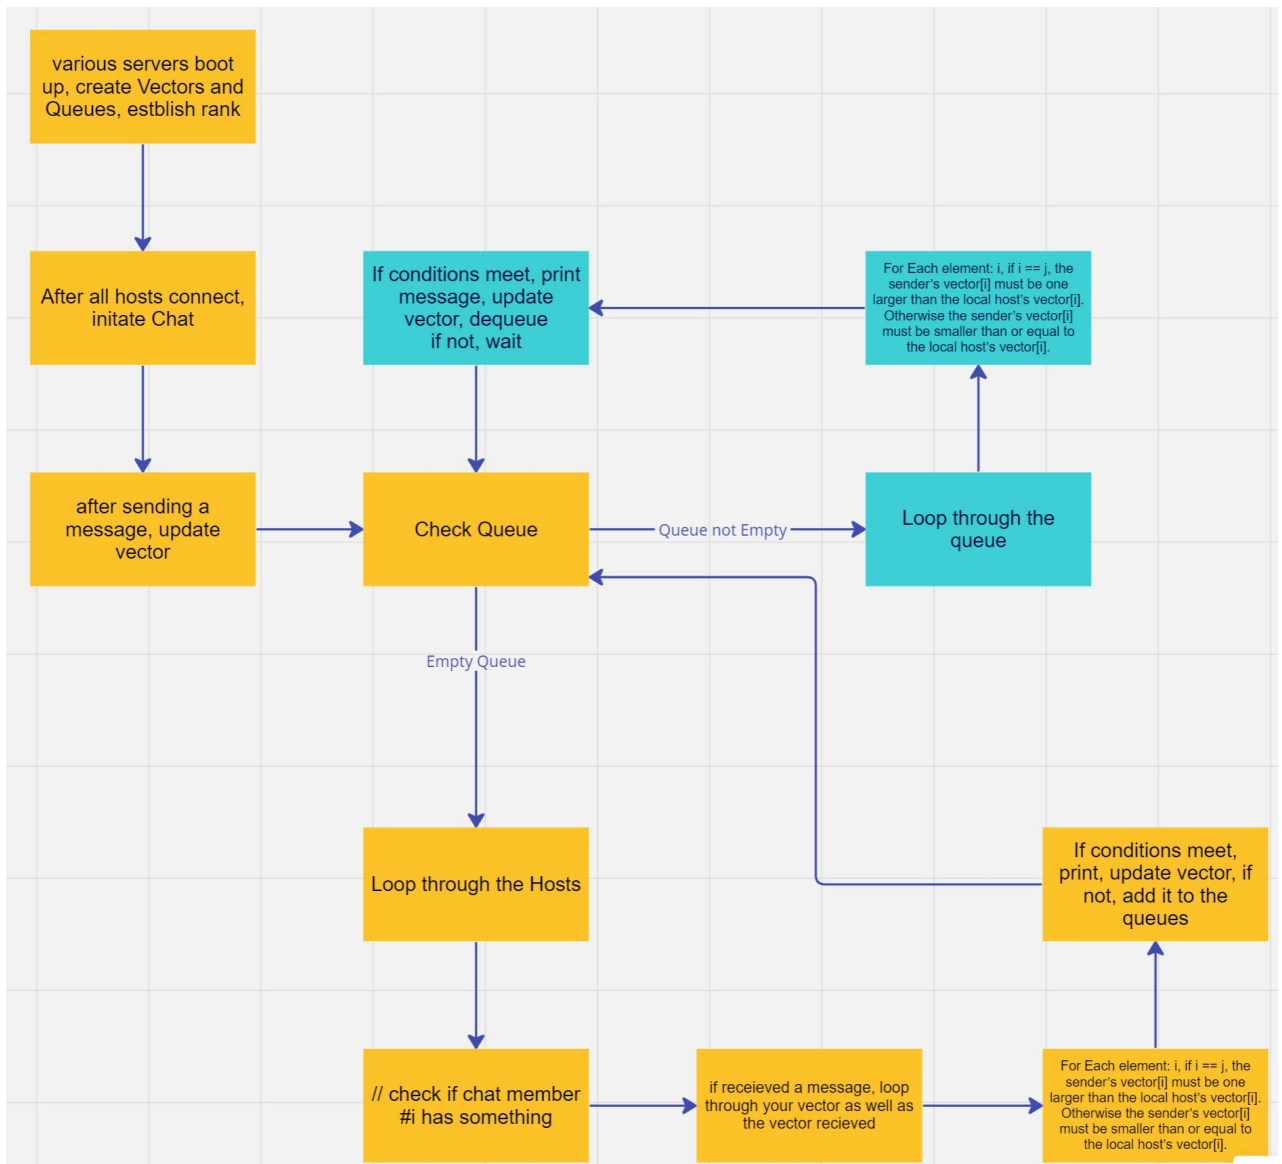 various servers boot
up, create Vectors and
Queues, estblish rank
After all hosts connect,
initate Chat
If conditions meet, print
message, update
vector, dequeue
if not, wait
For Each element: i, if i == j, the
sender's vector[i] must be one
larger than the local host's vector[i].
Otherwise the sender's vector[i]
must be smaller than or equal to
the local host's vector[i].
after sending a
message, update
vector
Check Queue
Queue not Empty
Loop through the
queue
Empty Queue
Loop through the Hosts
If conditions meet,
print, update vector, if
not, add it to the
queues
// check if chat member
#i has something
if receieved a message, loop
through your vector as well as
the vector recieved
For Each element: i, if i == j, the
sender's vector[i] must be one
larger than the local host's vector[i].
Otherwise the sender's vector[i]
must be smaller than or equal to
the local host's vector[i].